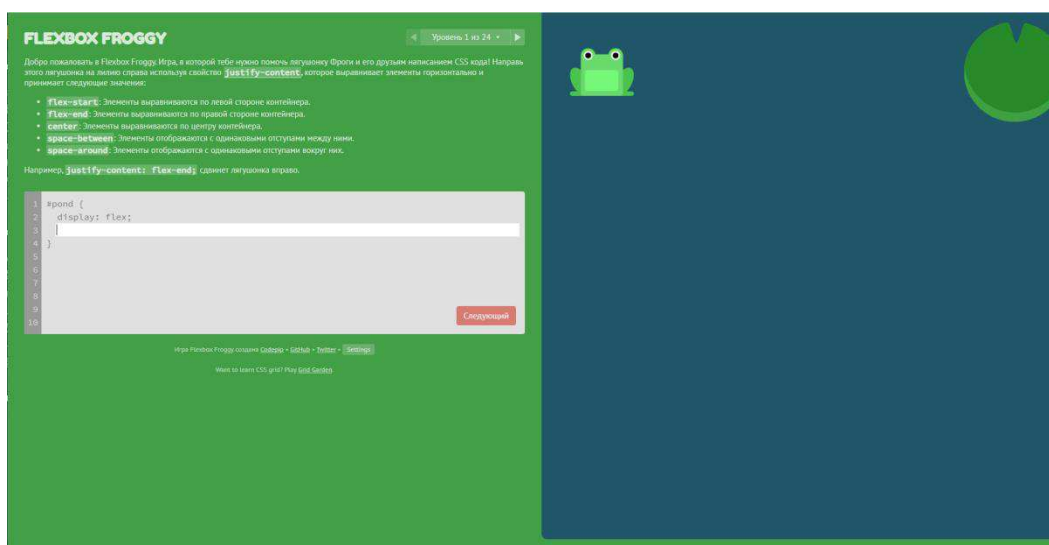 FLEXBOX FROGGY
Уровень 1 из 24
Добро пожаловать в Flexbox Froggy. Игра, в которой тебе нужно помочь лягушонку Фроги и его друзьям написанием CSS кода! Направь
этого лягушонка на лилию справа используя свойство justify-content, которое выравнивает элементы горизонтально и
принимает следующие значения:
• flex-start: Элементы выравниваются по левой стороне контейнера.
• flex-end: Элементы выравниваются по правой стороне контейнера.
• center: Элементы выравниваются по центру контейнера.
• space-between: Элементы отображаются с одинаковыми отступами между ними.
• space-around: Элементы отображаются с одинаковыми отступами вокруг них.
Например, justify-content: flex-end; сдвинет лягушонка вправо.
1 #pond {
2 display: flex;
3
4 }
5
6
7
8
9
10
Следующий
Игра Flexbox Froggy создана Codepip • GitHub • Twitter • Settings
Want to learn CSS grid? Play Grid Garden